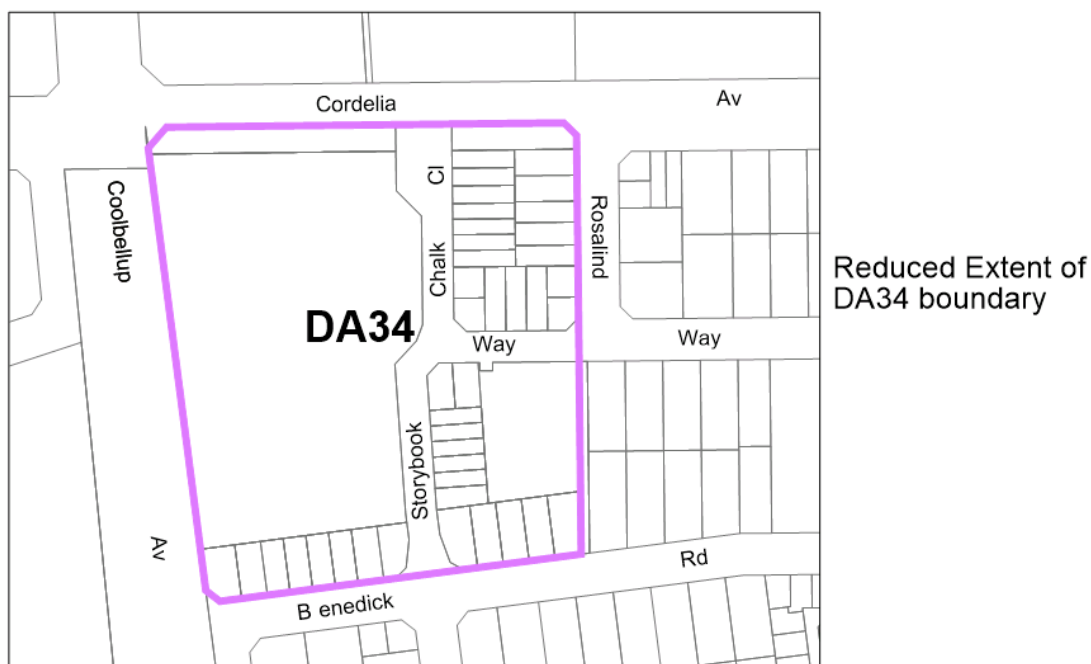 Cordelia
Av
Coolbellup
Cl
Rosalind
Chalk
Reduced Extent of
DA34 boundary
DA34
Way
Way
Storybook
Av
Rd
B enedick